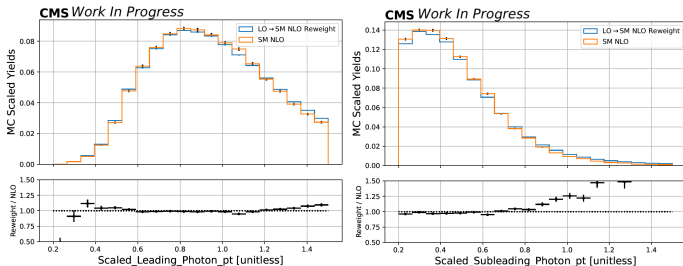 CMS Work In Progress
LO→SM NLO Reweight
SM NLO
MC Scaled Yields
0.08
0.06
0.04
0.02
0.00
Reweight / NLO
1.50
1.25
1.00
0.75
0.50
0.2 0.4 0.6 0.8 1.0 1.2 1.4
Scaled_Leading_Photon_pt [unitless]
CMS Work In Progress
LO→SM NLO Reweight
SM NLO
MC Scaled Yields
0.14
0.12
0.10
0.08
0.06
0.04
0.02
0.00
Reweight / NLO
1.50
1.25
1.00
0.75
0.50
0.2 0.4 0.6 0.8 1.0 1.2 1.4
Scaled_Subleading_Photon_pt [unitless]